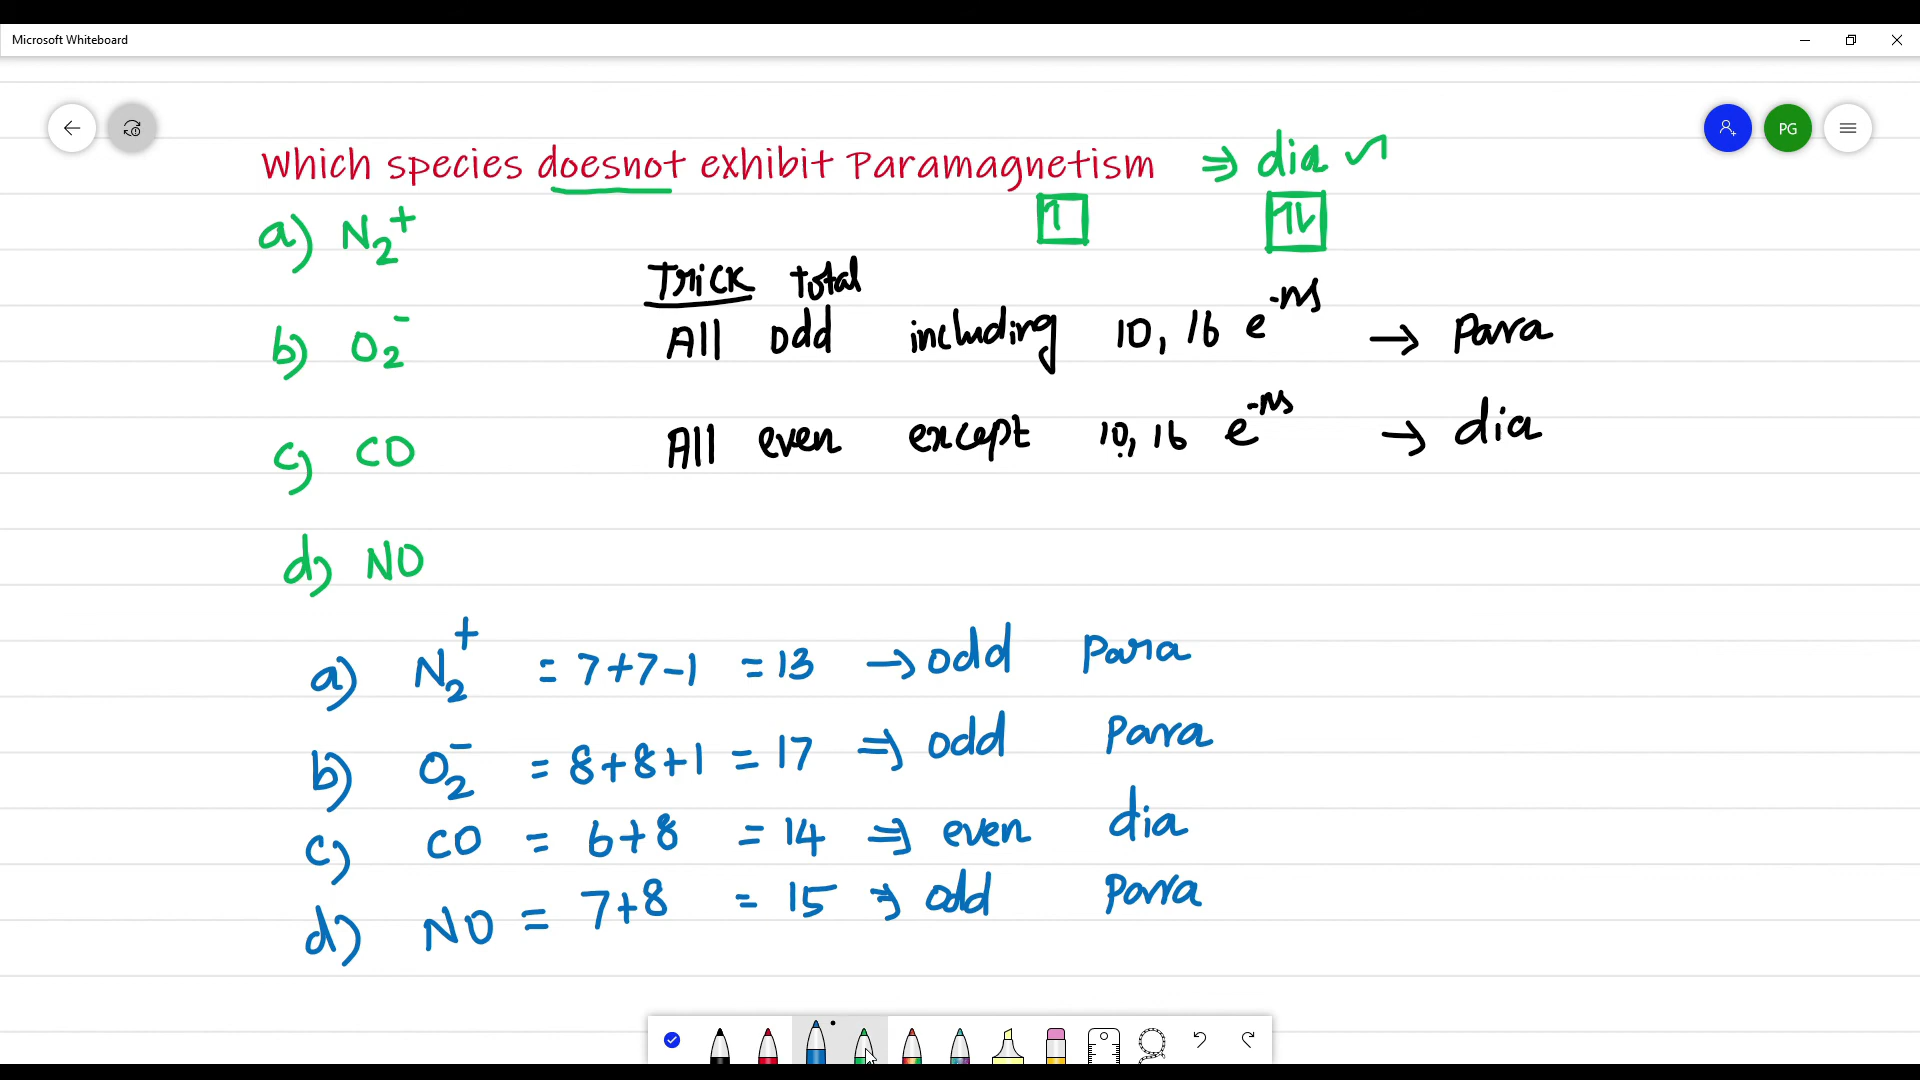 Microsoft Whiteboard
PG
Which species doesnot exhibit Paramagnetism ⇒ dia ✓
a) N₂⁺
↑ ↑↓
Trick total
All odd including 10, 16 e⁻ⁿˢ → Para
b) O₂⁻
All even except 10, 16 e⁻ⁿˢ → dia
c) CO
d) NO
a) N₂⁺ = 7+7-1 = 13 → odd Para
b) O₂⁻ = 8+8+1 = 17 ⇒ odd Para
c) CO = 6+8 = 14 ⇒ even dia
d) NO = 7+8 = 15 ⇒ odd Para